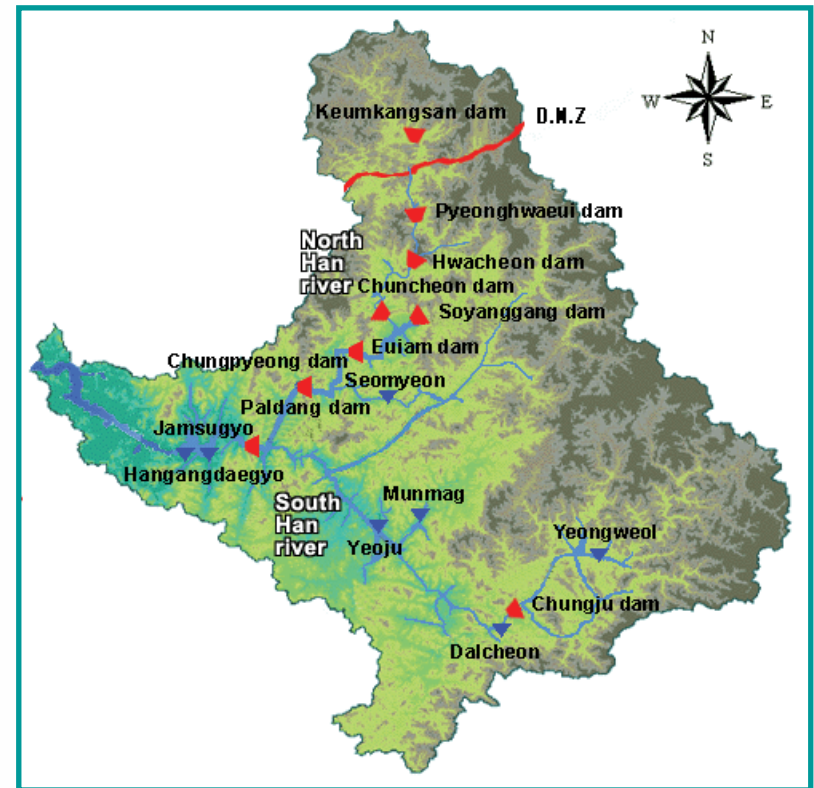 N
W
E
S
Keumkangsan dam
D.M.Z
Pyeonghwaeui dam
North
Han
river
Hwacheon dam
Chuncheon dam
Soyanggang dam
Euiam dam
Chungpyeong dam
Seomyeon
Paldang dam
Jamsugyo
Hangangdaegyo
South
Han
river
Munmag
Yeoju
Yeongweol
Chungju dam
Dalcheon